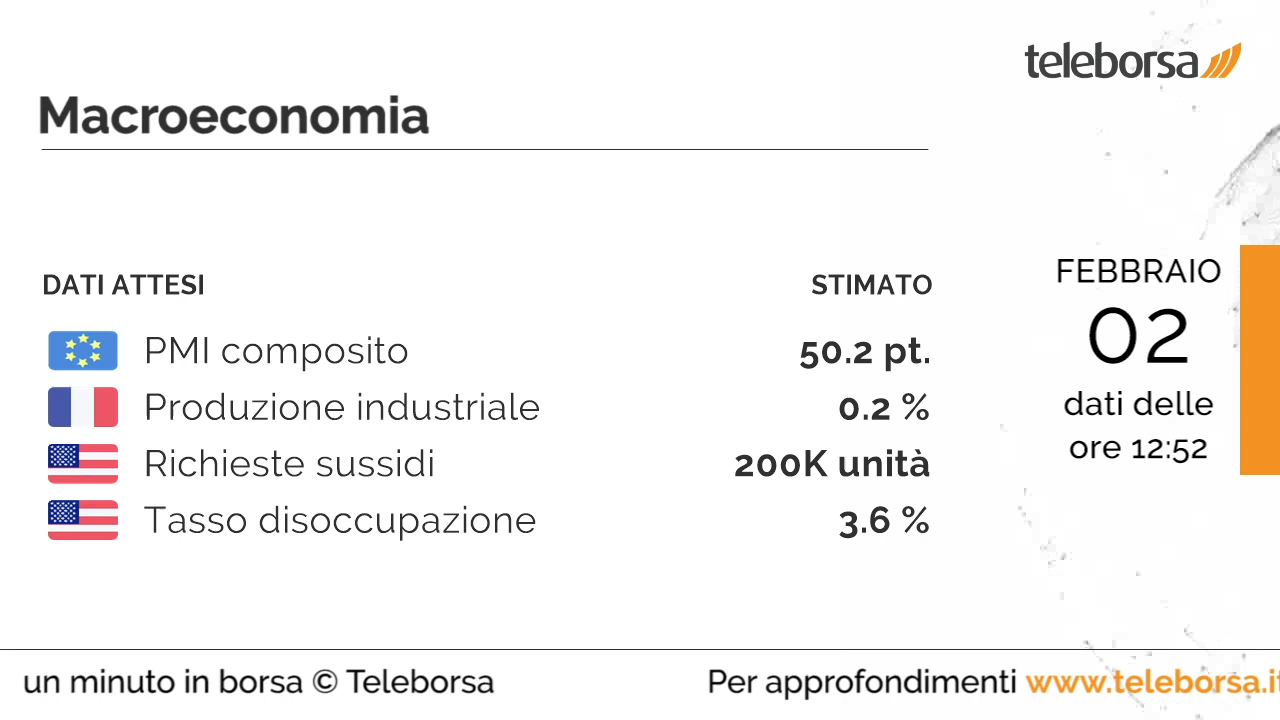 teleborsa
Macroeconomia
DATI ATTESI STIMATO
PMI composito 50.2 pt.
Produzione industriale 0.2 %
Richieste sussidi 200K unità
Tasso disoccupazione 3.6 %
FEBBRAIO
02
dati delle
ore 12:52
un minuto in borsa © Teleborsa Per approfondimenti www.teleborsa.it